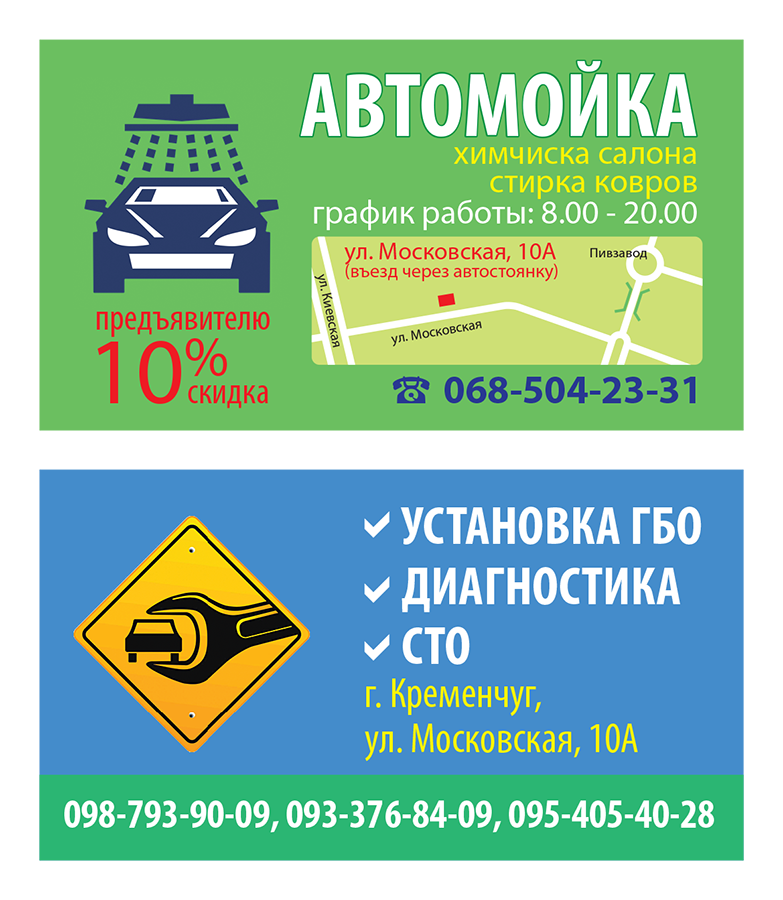 АВТОМОЙКА
химчиска салона
стирка ковров
график работы: 8.00 - 20.00
ул. Московская, 10А
(въезд через автостоянку)
Пивзавод
ул. Киевская
ул. Московская
предъявителю
10% скидка
068-504-23-31
УСТАНОВКА ГБО
ДИАГНОСТИКА
СТО
г. Кременчуг,
ул. Московская, 10А
098-793-90-09, 093-376-84-09, 095-405-40-28